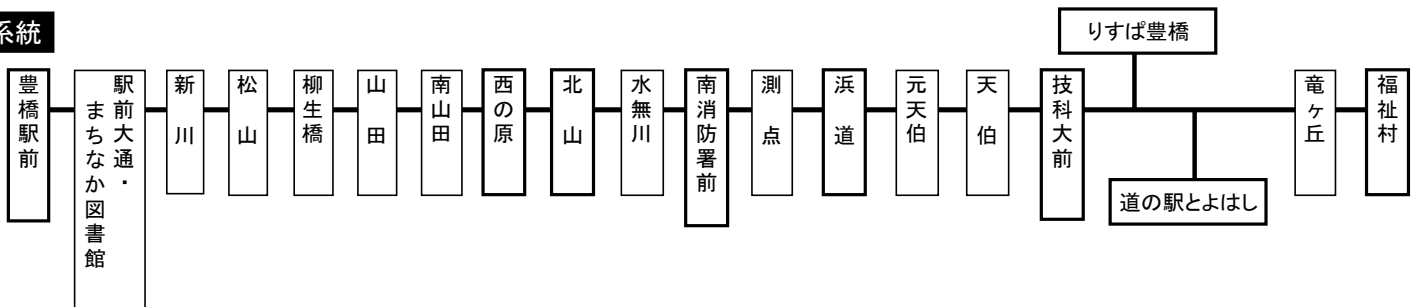 系統
りすぱ豊橋
豊橋駅前
駅前大通・
まちなか図書館
新川
松山
柳生橋
山田
南山田
西の原
北山
水無川
南消防署前
測点
浜道
元天伯
天伯
技科大前
道の駅とよはし
竜ヶ丘
福祉村